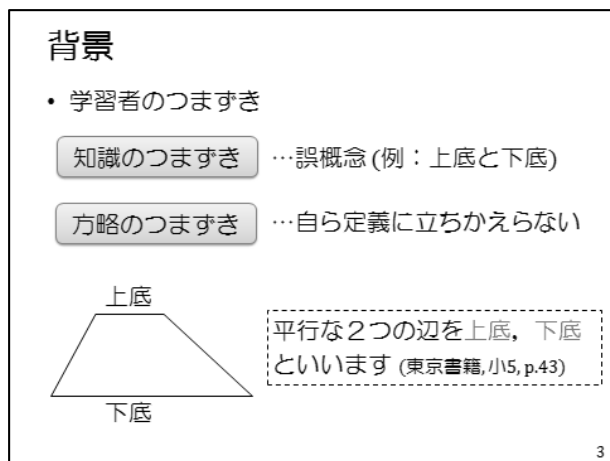 背景
• 学習者のつまずき
知識のつまずき …誤概念 (例：上底と下底)
方略のつまずき …自ら定義に立ちかえらない
上底
下底
平行な２つの辺を上底，下底
といいます (東京書籍, 小5, p.43)
3